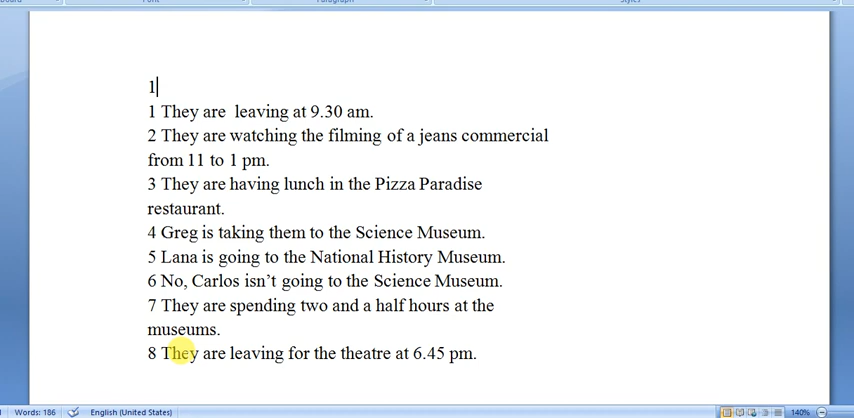 Font
Paragraph
Styles
1
1 They are  leaving at 9.30 am.
2 They are watching the filming of a jeans commercial
from 11 to 1 pm.
3 They are having lunch in the Pizza Paradise
restaurant.
4 Greg is taking them to the Science Museum.
5 Lana is going to the National History Museum.
6 No, Carlos isn’t going to the Science Museum.
7 They are spending two and a half hours at the
museums.
8 They are leaving for the theatre at 6.45 pm.
Words: 186 English (United States) 140%